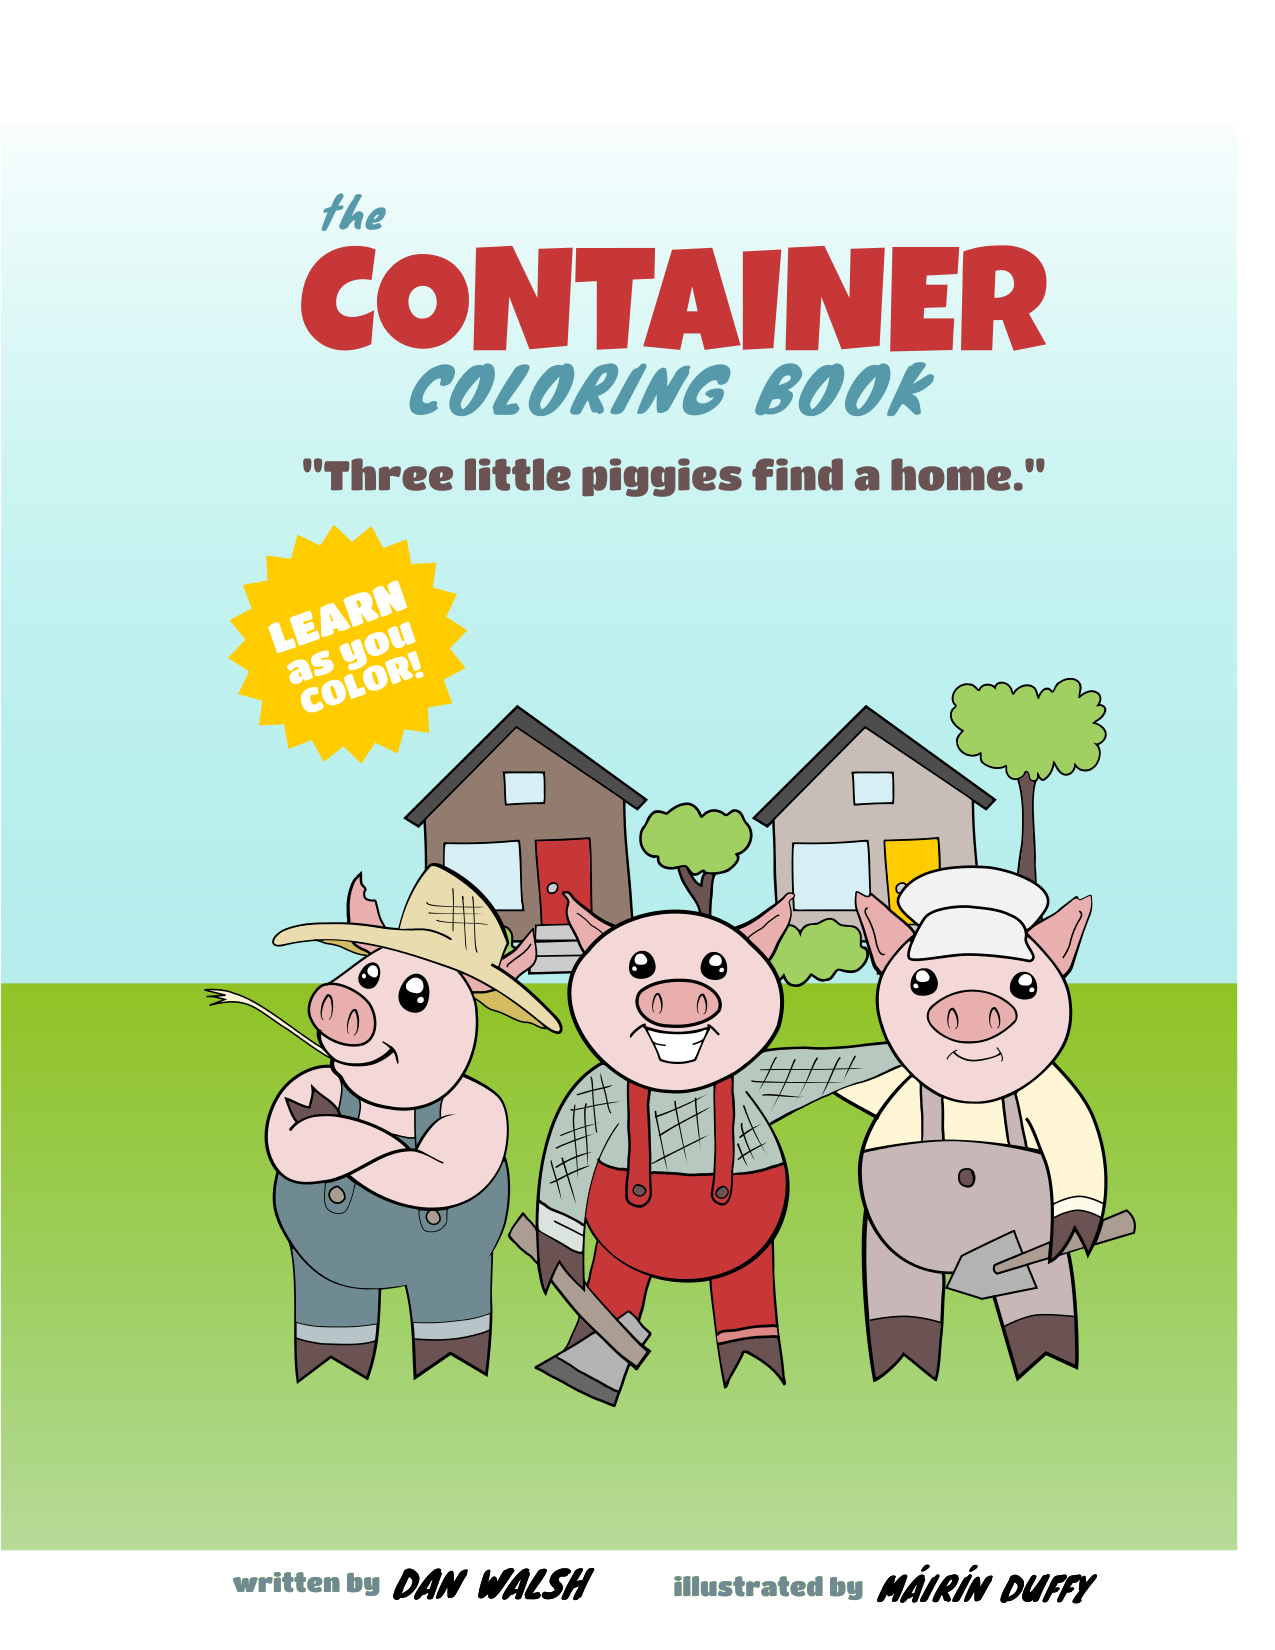 the
CONTAINER
COLORING BOOK
"Three little piggies find a home."
LEARN
as you
COLOR!
written by DAN WALSH
illustrated by MÁIRÍN DUFFY